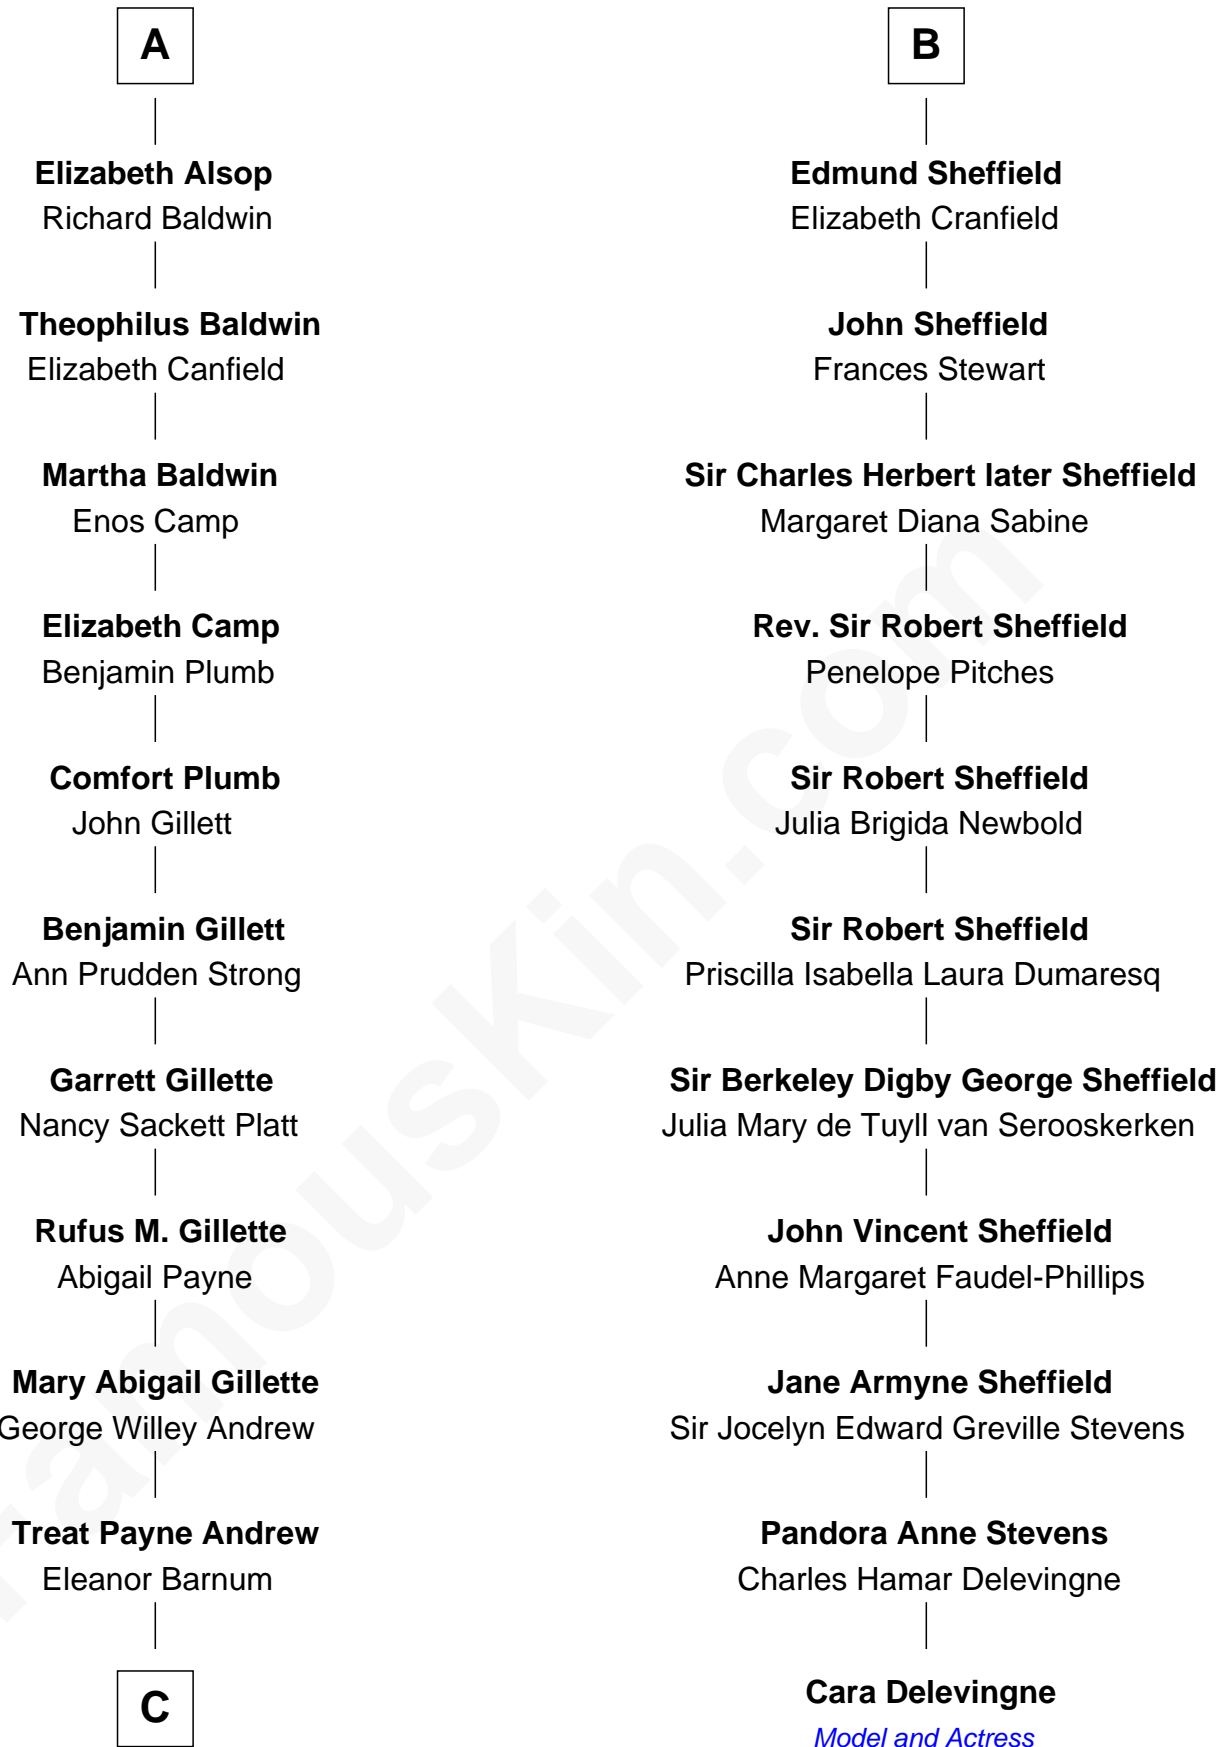 A
Elizabeth Alsop
Richard Baldwin
Theophilus Baldwin
Elizabeth Canfield
Martha Baldwin
Enos Camp
Elizabeth Camp
Benjamin Plumb
Comfort Plumb
John Gillett
Benjamin Gillett
Ann Prudden Strong
Garrett Gillette
Nancy Sackett Platt
Rufus M. Gillette
Abigail Payne
Mary Abigail Gillette
George Willey Andrew
Treat Payne Andrew
Eleanor Barnum
C
B
Edmund Sheffield
Elizabeth Cranfield
John Sheffield
Frances Stewart
Sir Charles Herbert later Sheffield
Margaret Diana Sabine
Rev. Sir Robert Sheffield
Penelope Pitches
Sir Robert Sheffield
Julia Brigida Newbold
Sir Robert Sheffield
Priscilla Isabella Laura Dumaresq
Sir Berkeley Digby George Sheffield
Julia Mary de Tuyll van Serooskerken
John Vincent Sheffield
Anne Margaret Faudel-Phillips
Jane Armyne Sheffield
Sir Jocelyn Edward Greville Stevens
Pandora Anne Stevens
Charles Hamar Delevingne
Cara Delevingne
Model and Actress
FamousKin.com